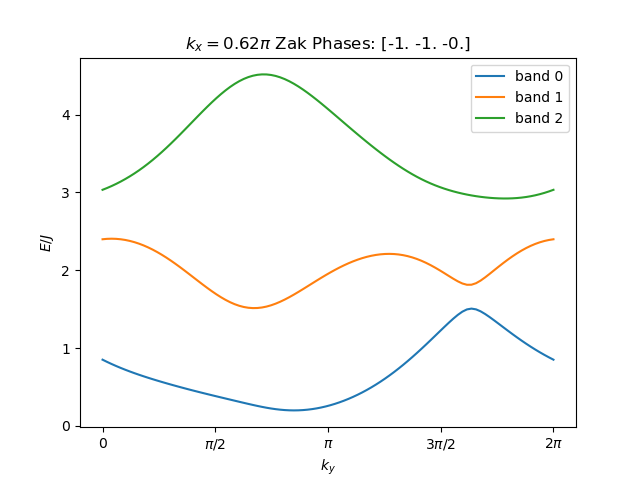 kₓ = 0.62π Zak Phases: [-1. -1. -0.]
band 0
band 1
band 2
E/J
4
3
2
1
0
0 π/2 π 3π/2 2π
k_y